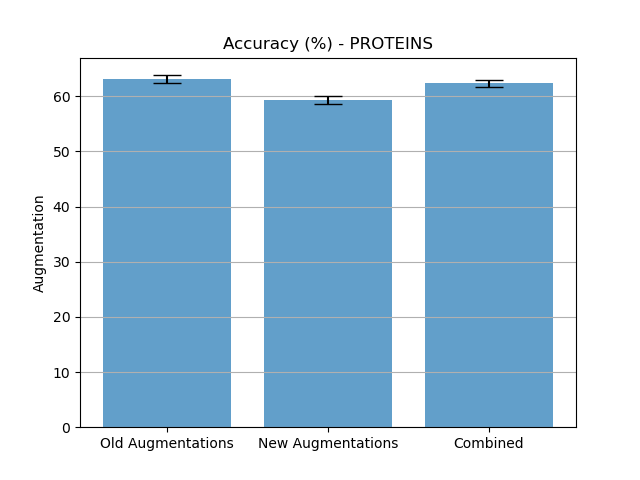 Accuracy (%) - PROTEINS
60
50
40
30
20
10
0
Augmentation
Old Augmentations
New Augmentations
Combined